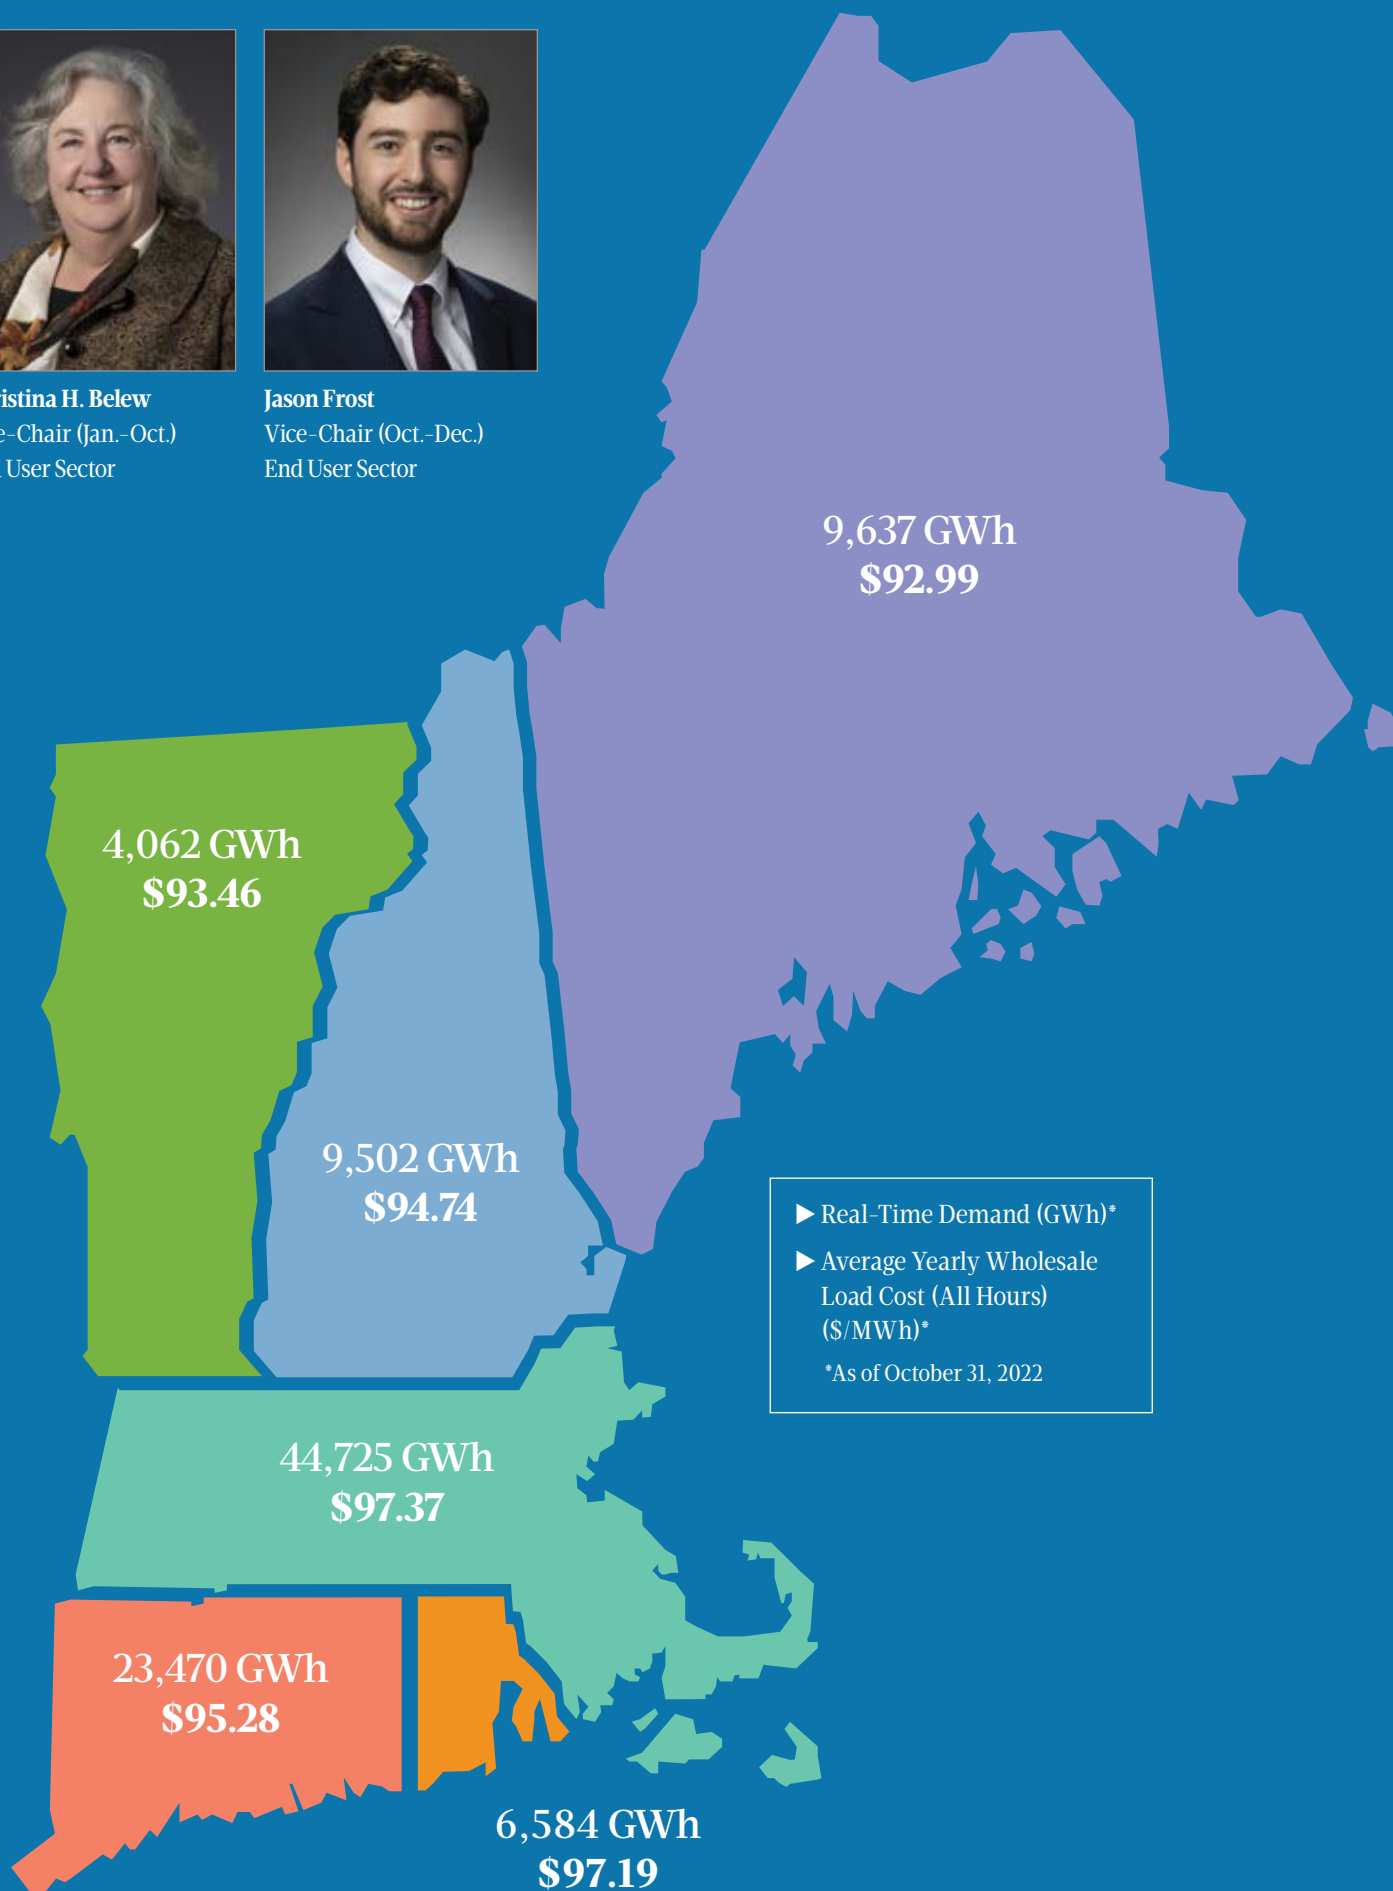 ristina H. Belew
e-Chair (Jan.-Oct.)
User Sector
Jason Frost
Vice-Chair (Oct.-Dec.)
End User Sector
9,637 GWh
$92.99
4,062 GWh
$93.46
9,502 GWh
$94.74
▶ Real-Time Demand (GWh)*
▶ Average Yearly Wholesale
Load Cost (All Hours)
($/MWh)*
*As of October 31, 2022
44,725 GWh
$97.37
23,470 GWh
$95.28
6,584 GWh
$97.19